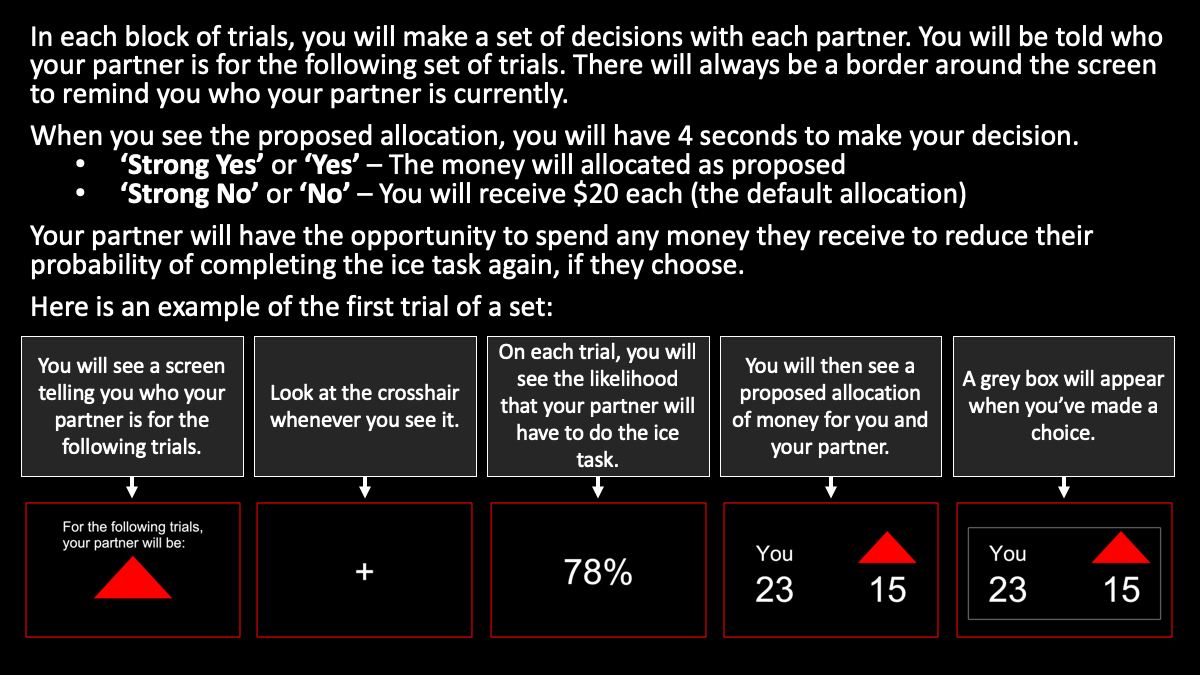 In each block of trials, you will make a set of decisions with each partner. You will be told who
your partner is for the following set of trials. There will always be a border around the screen
to remind you who your partner is currently.
When you see the proposed allocation, you will have 4 seconds to make your decision.
• ‘Strong Yes’ or ‘Yes’ – The money will allocated as proposed
• ‘Strong No’ or ‘No’ – You will receive $20 each (the default allocation)
Your partner will have the opportunity to spend any money they receive to reduce their
probability of completing the ice task again, if they choose.
Here is an example of the first trial of a set:
You will see a screen
telling you who your
partner is for the
following trials.
Look at the crosshair
whenever you see it.
On each trial, you will
see the likelihood
that your partner will
have to do the ice
task.
You will then see a
proposed allocation
of money for you and
your partner.
A grey box will appear
when you’ve made a
choice.
For the following trials,
your partner will be:
+
78%
You
23 15
You
23 15